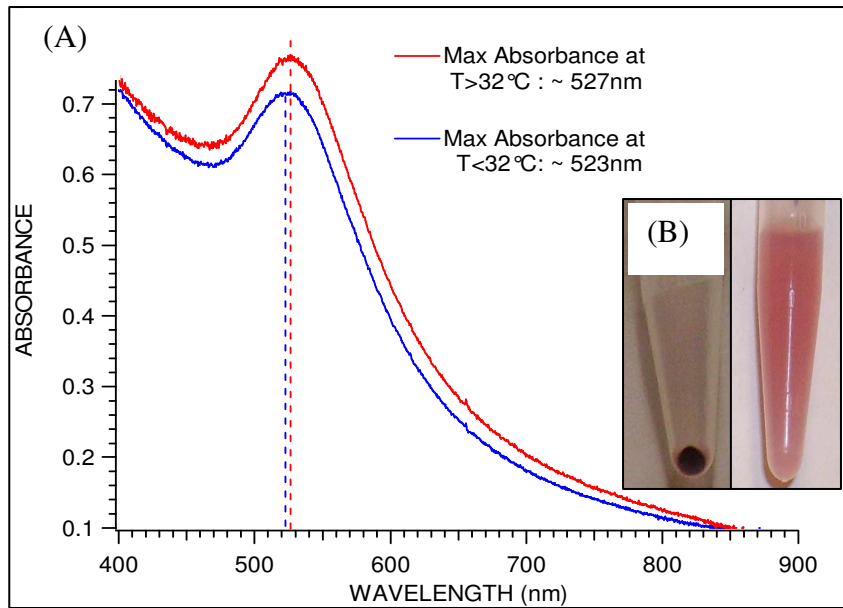 (A)
Max Absorbance at
T>32°C : ~ 527nm
Max Absorbance at
T<32°C: ~ 523nm
(B)
ABSORBANCE
0.7
0.6
0.5
0.4
0.3
0.2
0.1
400
500
600
700
800
900
WAVELENGTH (nm)